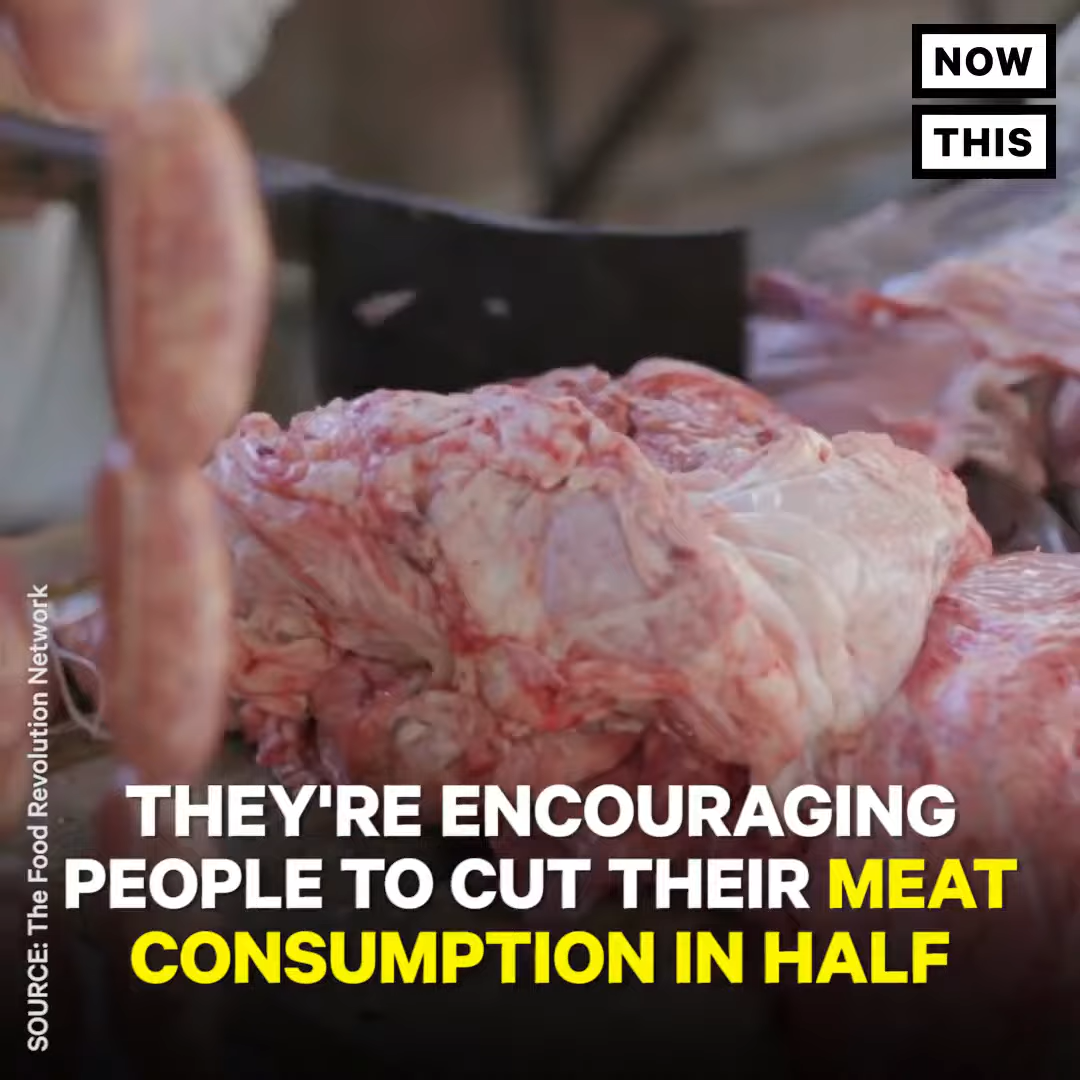 NOW
THIS
THEY'RE ENCOURAGING
PEOPLE TO CUT THEIR MEAT
CONSUMPTION IN HALF
SOURCE: The Food Revolution Network